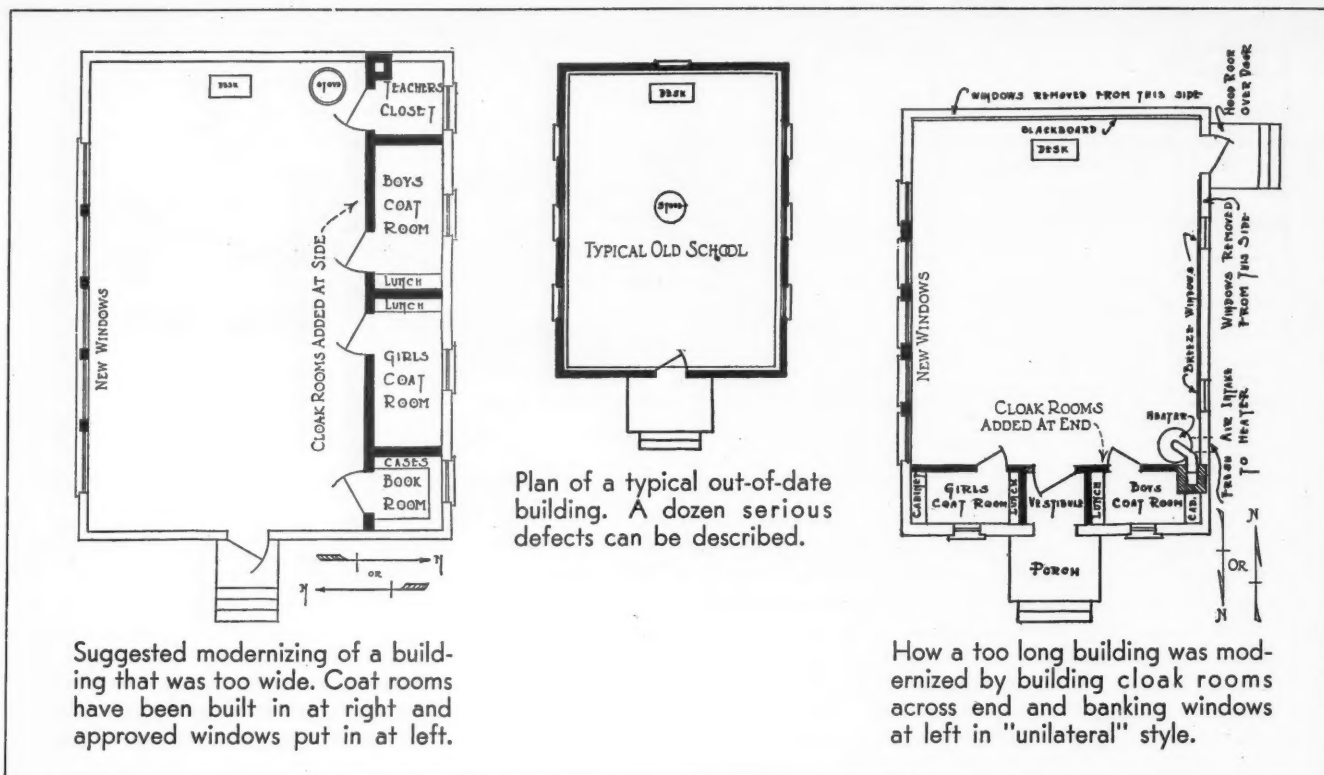 DESK
STOVE
TEACHERS
CLOSET
BOYS
COAT
ROOM
LUNCH
LUNCH
GIRLS
COAT
ROOM
CASES
BOOK
ROOM
NEW WINDOWS
CLOAK ROOMS ADDED AT SIDE
N
OR
N
Suggested modernizing of a build-
ing that was too wide. Coat rooms
have been built in at right and
approved windows put in at left.
DESK
STOVE
TYPICAL OLD SCHOOL
Plan of a typical out-of-date
building. A dozen serious
defects can be described.
WINDOWS REMOVED FROM THIS SIDE
BLACKBOARD
DESK
HOOD ROOF
OVER DOOR
NEW WINDOWS
BREEZE WINDOWS
WINDOWS REMOVED
FROM THIS SIDE
CLOAK ROOMS
ADDED AT END
HEATER
FRESH AIR INTAKE
TO HEATER
CABINET
GIRLS
COAT ROOM
LUNCH
VESTIBULE
LUNCH
BOYS
COAT ROOM
CAB.
PORCH
N
OR
N
How a too long building was mod-
ernized by building cloak rooms
across end and banking windows
at left in "unilateral" style.